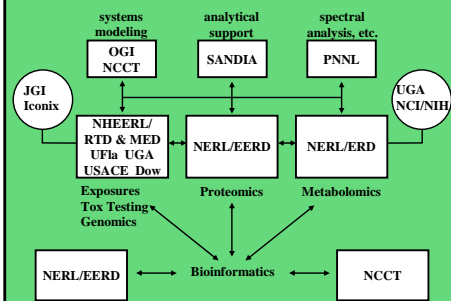 systems
modeling
analytical
support
spectral
analysis, etc.
OGI
NCCT
SANDIA
PNNL
JGI
Iconix
UGA
NCI/NIH
NHEERL/
RTD & MED
UFla UGA
USACE Dow
NERL/EERD
NERL/ERD
Exposures
Tox Testing
Genomics
Proteomics
Metabolomics
NERL/EERD
Bioinformatics
NCCT